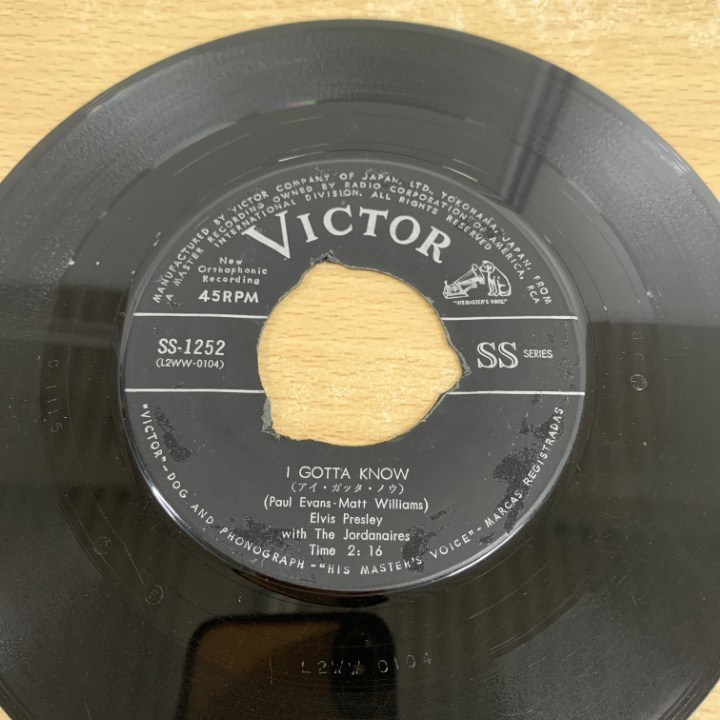 MANUFACTURED BY VICTOR COMPANY OF JAPAN, LTD., YOKOHAMA, JAPAN, FROM
A MASTER RECORDING OWNED BY RADIO CORPORATION OF AMERICA, RCA
INTERNATIONAL DIVISION. ALL RIGHTS RESERVED
VICTOR
New
Orthophonic
Recording
45RPM
"HIS MASTER'S VOICE"
SS-1252
(L2WW-0104)
SS SERIES
I GOTTA KNOW
(アイ・ガッタ・ノウ)
(Paul Evans-Matt Williams)
Elvis Presley
with The Jordanaires
Time 2: 16
"VICTOR"-DOG AND PHONOGRAPH-"HIS MASTER'S VOICE"-MARCAS REGISTRADAS
L2WW 0104